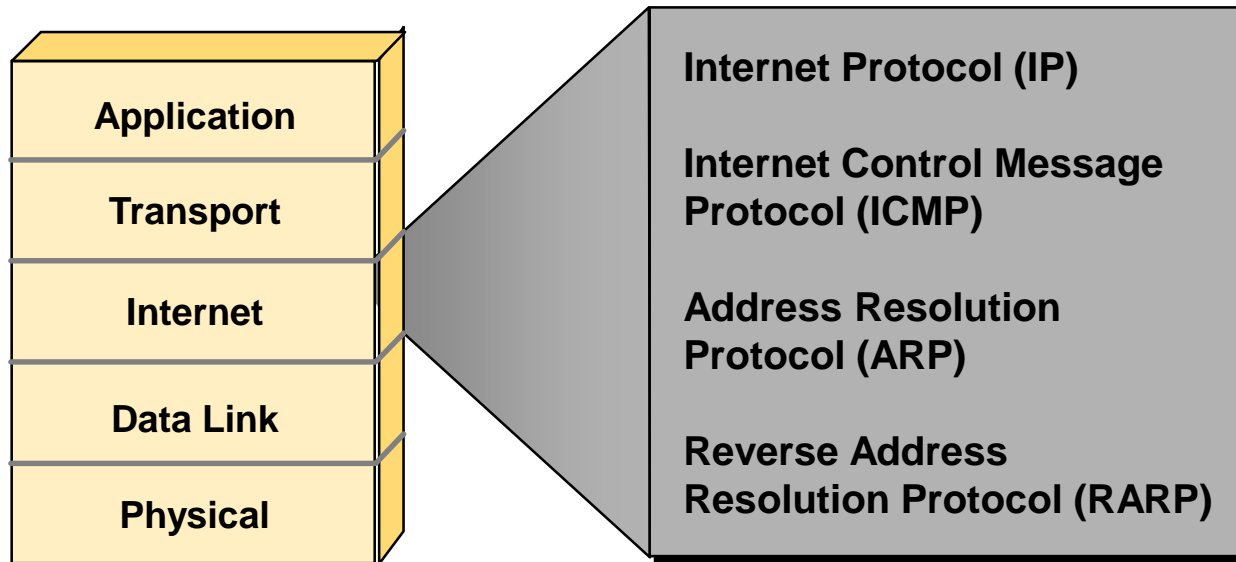 Application
Transport
Internet
Data Link
Physical
Internet Protocol (IP)
Internet Control Message
Protocol (ICMP)
Address Resolution
Protocol (ARP)
Reverse Address
Resolution Protocol (RARP)